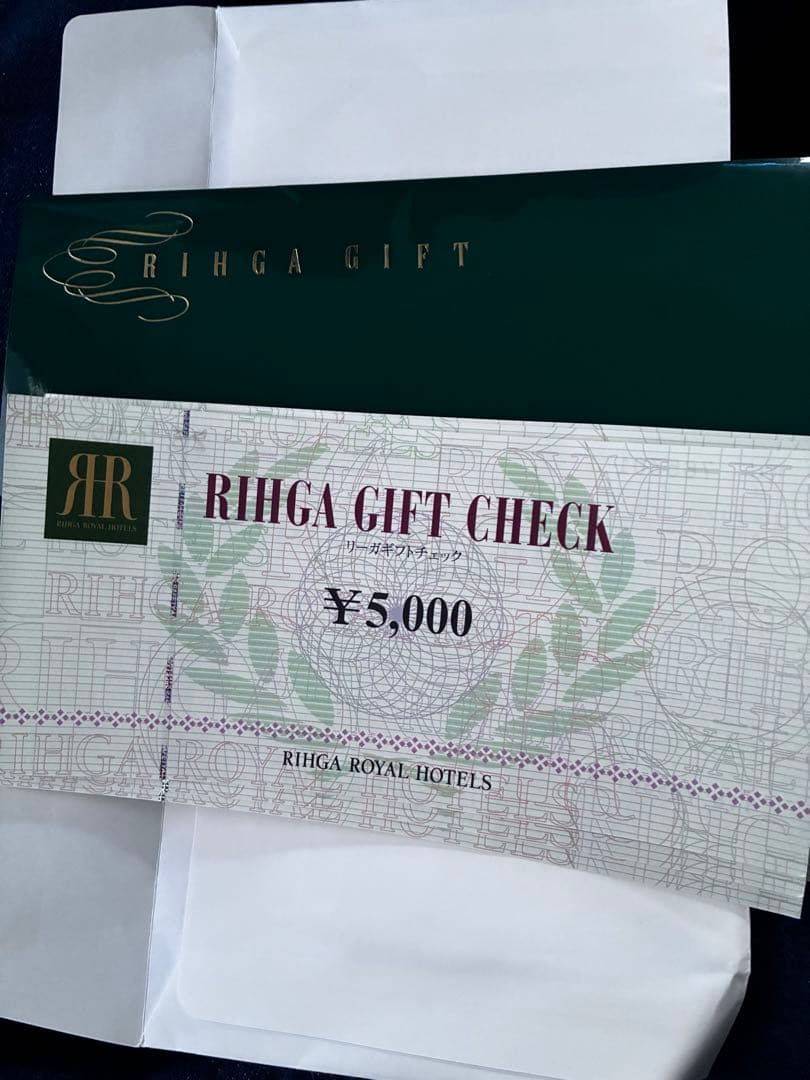 RIHGA GIFT
RR
RIHGA ROYAL HOTELS
RIHGA GIFT CHECK
リーガギフトチェック
¥5,000
RIHGA ROYAL HOTELS